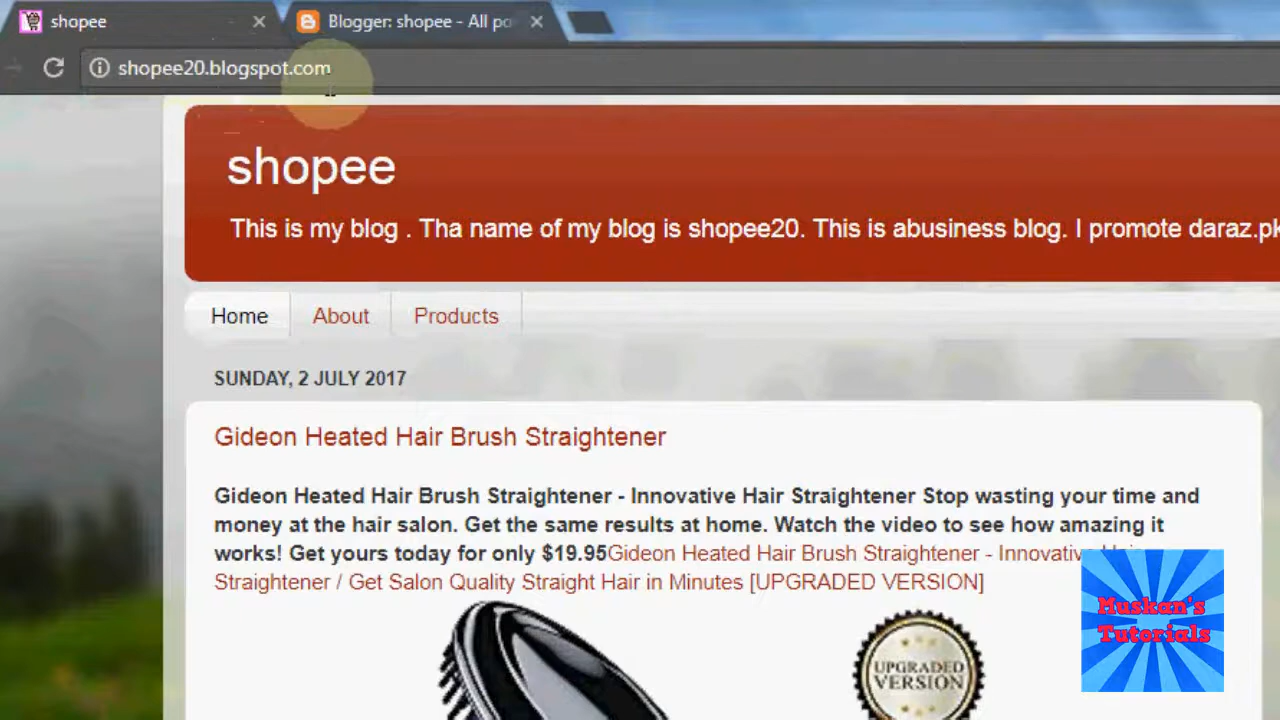 shopee
Blogger: shopee - All po
shopee20.blogspot.com
shopee
This is my blog . Tha name of my blog is shopee20. This is abusiness blog. I promote daraz.pk
Home About Products
SUNDAY, 2 JULY 2017
Gideon Heated Hair Brush Straightener
Gideon Heated Hair Brush Straightener - Innovative Hair Straightener Stop wasting your time and
money at the hair salon. Get the same results at home. Watch the video to see how amazing it
works! Get yours today for only $19.95Gideon Heated Hair Brush Straightener - Innovative Hair
Straightener / Get Salon Quality Straight Hair in Minutes [UPGRADED VERSION]
UPGRADED
VERSION
Muskan's
Tutorials